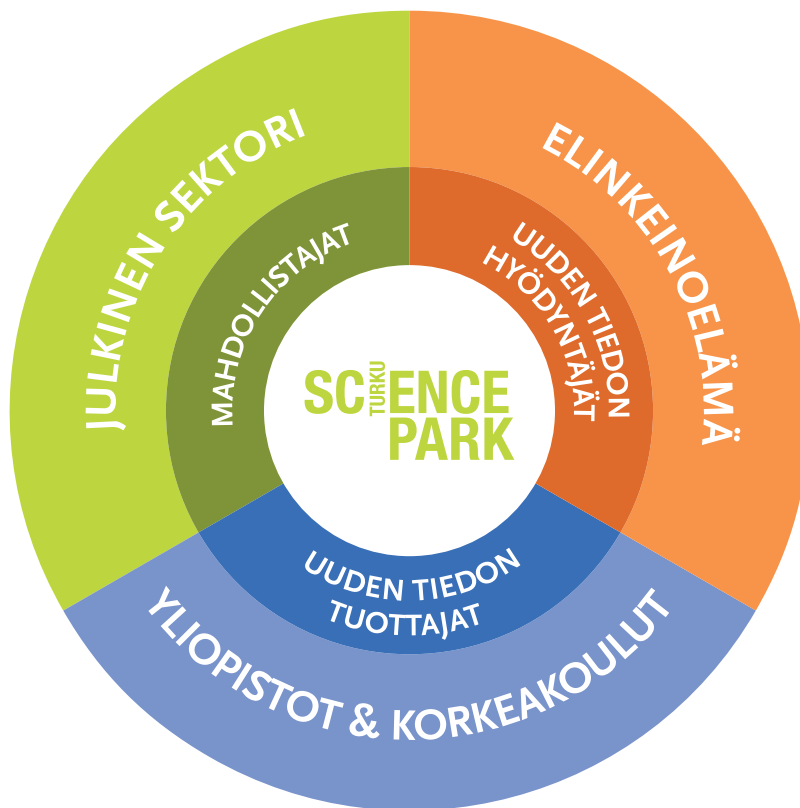 JULKINEN SEKTORI
MAHDOLLISTAJAT
ELINKEINOELÄMÄ
UUDEN TIEDON
HYÖDYNTÄJÄT
TURKU
SCIENCE
PARK
UUDEN TIEDON
TUOTTAJAT
YLIOPISTOT & KORKEAKOULUT